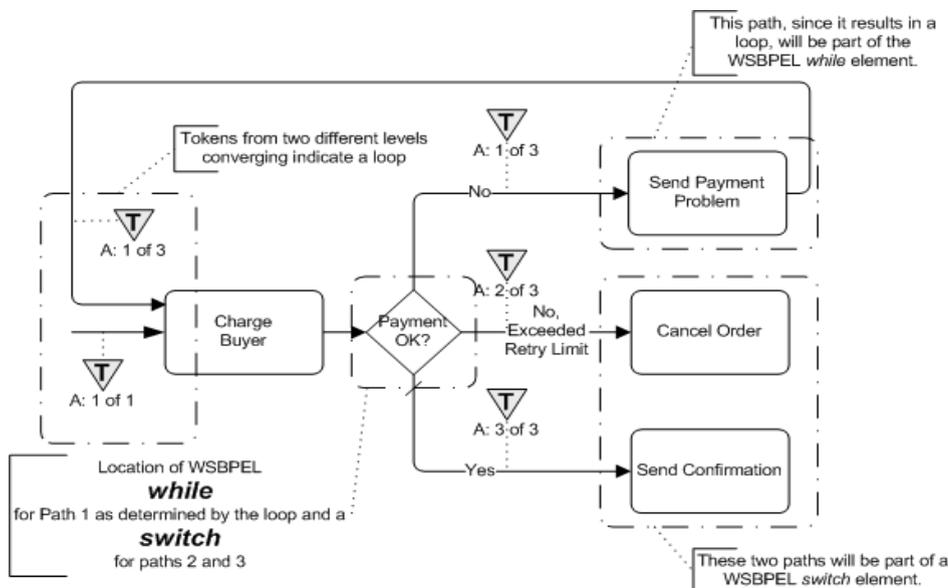 This path, since it results in a
loop, will be part of the
WSBPEL while element.
Tokens from two different levels
converging indicate a loop
T
A: 1 of 3
No
Send Payment
Problem
T
A: 1 of 3
T
A: 2 of 3
Charge
Buyer
Payment
OK?
No,
Exceeded
Retry Limit
Cancel Order
T
A: 1 of 1
T
A: 3 of 3
Yes
Send Confirmation
Location of WSBPEL
while
for Path 1 as determined by the loop and a
switch
for paths 2 and 3
These two paths will be part of a
WSBPEL switch element.